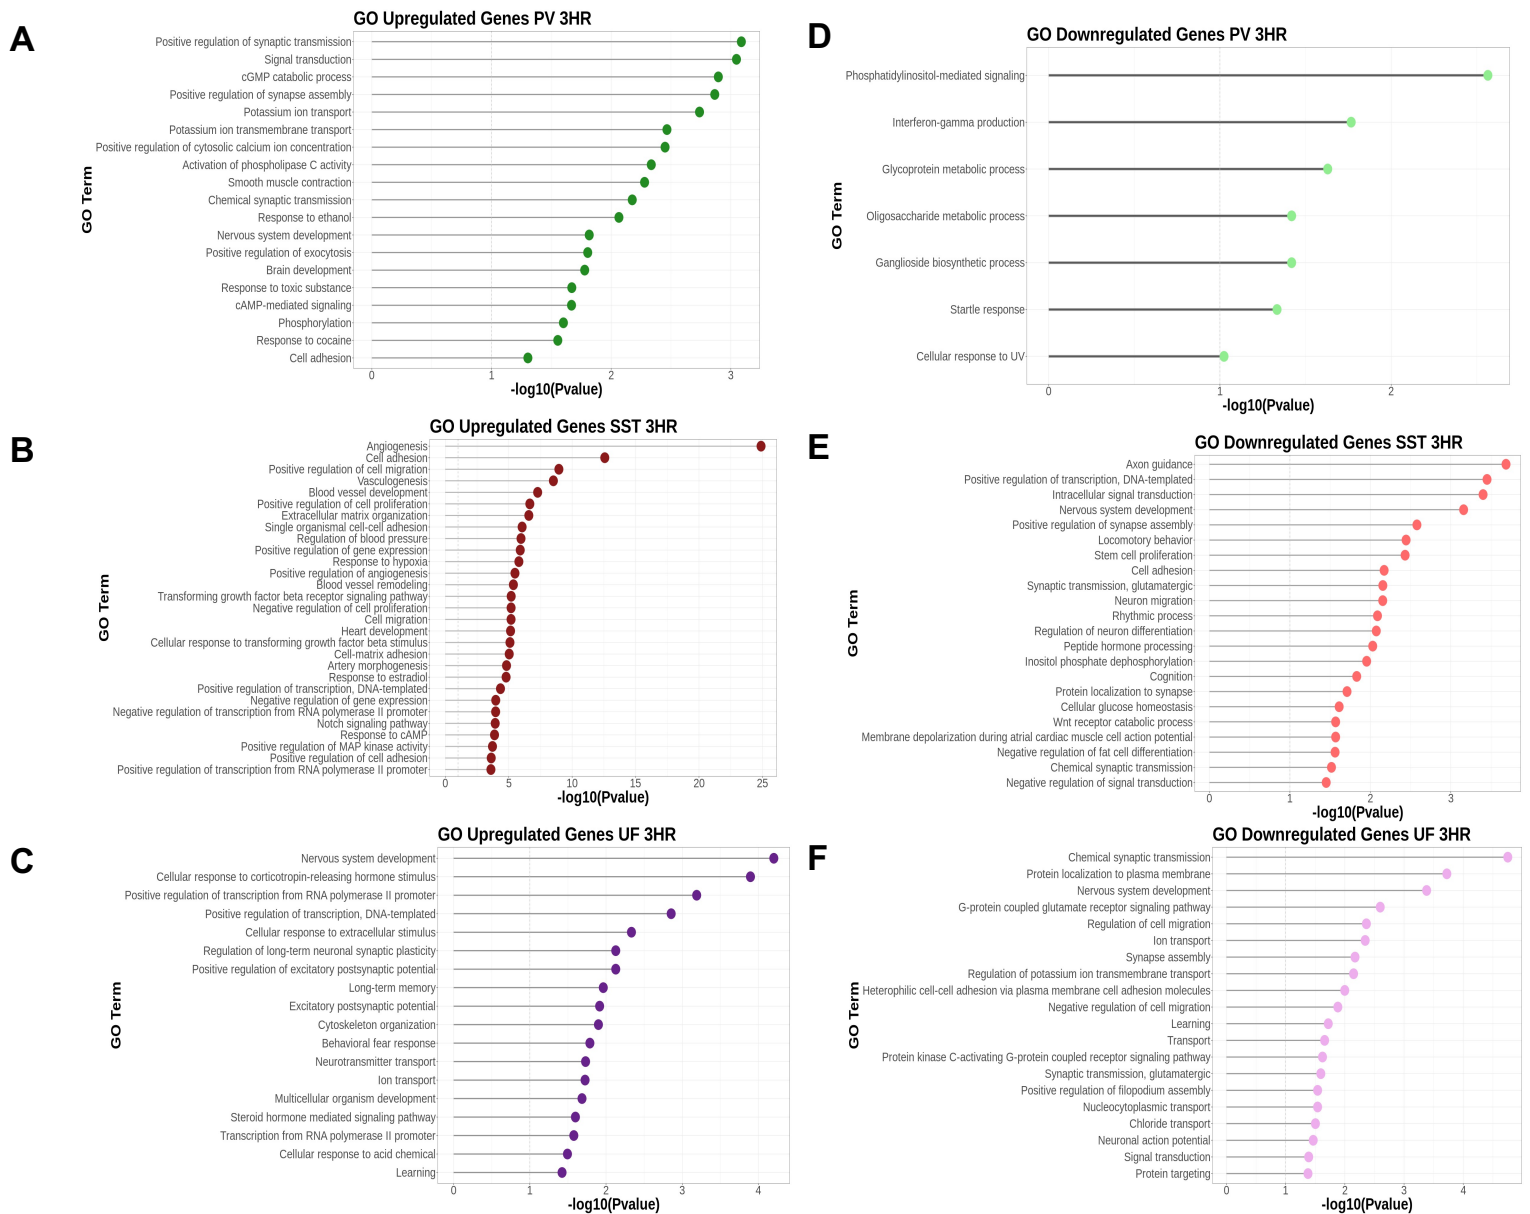 A
GO Upregulated Genes PV 3HR
GO Term
Positive regulation of synaptic transmission
Signal transduction
cGMP catabolic process
Positive regulation of synapse assembly
Potassium ion transport
Potassium ion transmembrane transport
Positive regulation of cytosolic calcium ion concentration
Activation of phospholipase C activity
Smooth muscle contraction
Chemical synaptic transmission
Response to ethanol
Nervous system development
Positive regulation of exocytosis
Brain development
Response to toxic substance
cAMP-mediated signaling
Phosphorylation
Response to cocaine
Cell adhesion
0 1 2 3
-log10(Pvalue)
D
GO Downregulated Genes PV 3HR
GO Term
Phosphatidylinositol-mediated signaling
Interferon-gamma production
Glycoprotein metabolic process
Oligosaccharide metabolic process
Ganglioside biosynthetic process
Startle response
Cellular response to UV
0 1 2
-log10(Pvalue)
B
GO Upregulated Genes SST 3HR
GO Term
Angiogenesis
Cell adhesion
Positive regulation of cell migration
Vasculogenesis
Blood vessel development
Positive regulation of cell proliferation
Extracellular matrix organization
Single organismal cell-cell adhesion
Regulation of blood pressure
Positive regulation of gene expression
Response to hypoxia
Positive regulation of angiogenesis
Blood vessel remodeling
Transforming growth factor beta receptor signaling pathway
Negative regulation of cell proliferation
Cell migration
Heart development
Cellular response to transforming growth factor beta stimulus
Cell-matrix adhesion
Artery morphogenesis
Response to estradiol
Positive regulation of transcription, DNA-templated
Negative regulation of gene expression
Negative regulation of transcription from RNA polymerase II promoter
Notch signaling pathway
Response to cAMP
Positive regulation of MAP kinase activity
Positive regulation of cell adhesion
Positive regulation of transcription from RNA polymerase II promoter
0 5 10 15 20 25
-log10(Pvalue)
E
GO Downregulated Genes SST 3HR
GO Term
Axon guidance
Positive regulation of transcription, DNA-templated
Intracellular signal transduction
Nervous system development
Positive regulation of synapse assembly
Locomotory behavior
Stem cell proliferation
Cell adhesion
Synaptic transmission, glutamatergic
Neuron migration
Rhythmic process
Regulation of neuron differentiation
Peptide hormone processing
Inositol phosphate dephosphorylation
Cognition
Protein localization to synapse
Cellular glucose homeostasis
Wnt receptor catabolic process
Membrane depolarization during atrial cardiac muscle cell action potential
Negative regulation of fat cell differentiation
Chemical synaptic transmission
Negative regulation of signal transduction
0 1 2 3
-log10(Pvalue)
C
GO Upregulated Genes UF 3HR
GO Term
Nervous system development
Cellular response to corticotropin-releasing hormone stimulus
Positive regulation of transcription from RNA polymerase II promoter
Positive regulation of transcription, DNA-templated
Cellular response to extracellular stimulus
Regulation of long-term neuronal synaptic plasticity
Positive regulation of excitatory postsynaptic potential
Long-term memory
Excitatory postsynaptic potential
Cytoskeleton organization
Behavioral fear response
Neurotransmitter transport
Ion transport
Multicellular organism development
Steroid hormone mediated signaling pathway
Transcription from RNA polymerase II promoter
Cellular response to acid chemical
Learning
0 1 2 3 4
-log10(Pvalue)
F
GO Downregulated Genes UF 3HR
GO Term
Chemical synaptic transmission
Protein localization to plasma membrane
Nervous system development
G-protein coupled glutamate receptor signaling pathway
Regulation of cell migration
Ion transport
Synapse assembly
Regulation of potassium ion transmembrane transport
Heterophilic cell-cell adhesion via plasma membrane cell adhesion molecules
Negative regulation of cell migration
Learning
Transport
Protein kinase C-activating G-protein coupled receptor signaling pathway
Synaptic transmission, glutamatergic
Positive regulation of filopodium assembly
Nucleocytoplasmic transport
Chloride transport
Neuronal action potential
Signal transduction
Protein targeting
0 1 2 3 4
-log10(Pvalue)